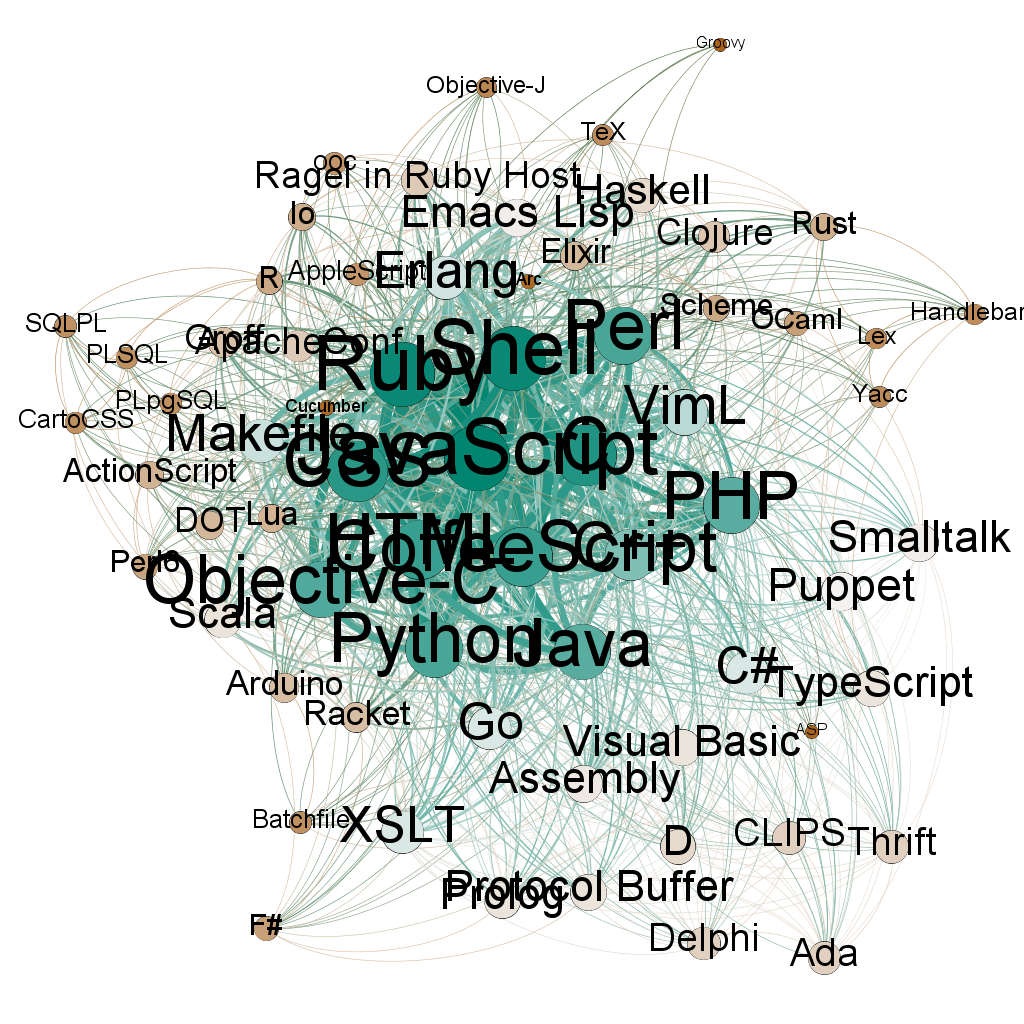 Groovy
Objective-J
TeX
ooc
Ragel in Ruby Host
Haskell
Io
Emacs Lisp
Clojure
Rust
Elixir
R
AppleScript
Erlang
Arc
Scheme
Handlebar
SQLPL
OCaml
Perl
Lex
Groff
ApacheConf
Shell
PLSQL
Ruby
Yacc
PLpgSQL
Cucumber
VimL
CartoCSS
Makefile
JavaScript
C
CSS
ActionScript
PHP
DOT
Lua
Smalltalk
HTML
CoffeeScript
C++
Perl6
Objective-C
Puppet
Scala
Python
Java
C#
TypeScript
Arduino
Racket
Go
ASP
Visual Basic
Assembly
Batchfile
XSLT
D
CLIPS
Thrift
Protocol Buffer
Prolog
F#
Delphi
Ada